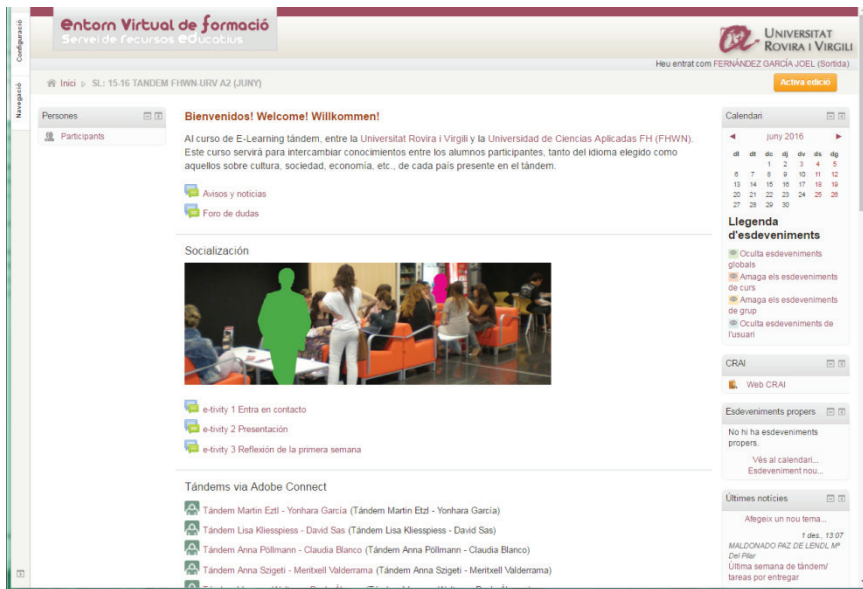 Configuració
Navegació
entorn Virtual de formació
Servei de recursos educatius
UNIVERSITAT
ROVIRA I VIRGILI
Heu entrat com FERNÁNDEZ GARCÍA JOEL (Sortida)
Inici SL: 15-16 TANDEM FHWN-URV A2 (JUNY)
Activa edició
Persones
Participants
Bienvenidos! Welcome! Willkommen!
Al curso de E-Learning tándem, entre la Universitat Rovira i Virgili y la Universidad de Ciencias Aplicadas FH (FHWN).
Este curso servirá para intercambiar conocimientos entre los alumnos participantes, tanto del idioma elegido como
aquellos sobre cultura, sociedad, economía, etc., de cada país presente en el tándem.
Avisos y noticias
Foro de dudas
Socialización
e-tivity 1 Entra en contacto
e-tivity 2 Presentación
e-tivity 3 Reflexión de la primera semana
Tándems via Adobe Connect
Tándem Martin Eztl - Yonhara García (Tándem Martin Etzl - Yonhara García)
Tándem Lisa Kliesspiess - David Sas (Tándem Lisa Kliesspiess - David Sas)
Tándem Anna Pöllmann - Claudia Blanco (Tándem Anna Pöllmann - Claudia Blanco)
Tándem Anna Szigeti - Meritxell Valderrama (Tándem Anna Szigeti - Meritxell Valderrama)
Calendari
juny 2016
dl dt dc dj dv ds dg
1 2 3 4 5
6 7 8 9 10 11 12
13 14 15 16 17 18 19
20 21 22 23 24 25 26
27 28 29 30
Llegenda
d'esdeveniments
Oculta esdeveniments
globals
Amaga els esdeveniments
de curs
Amaga els esdeveniments
de grup
Oculta esdeveniments de
l'usuari
CRAI
Web CRAI
Esdeveniments propers
No hi ha esdeveniments
propers.
Vés al calendari...
Esdeveniment nou...
Últimes notícies
Afegeix un nou tema...
1 des., 13:07
MALDONADO PAZ DE LENDL Mª
Del Pilar
Última semana de tándem/
tareas por entregar